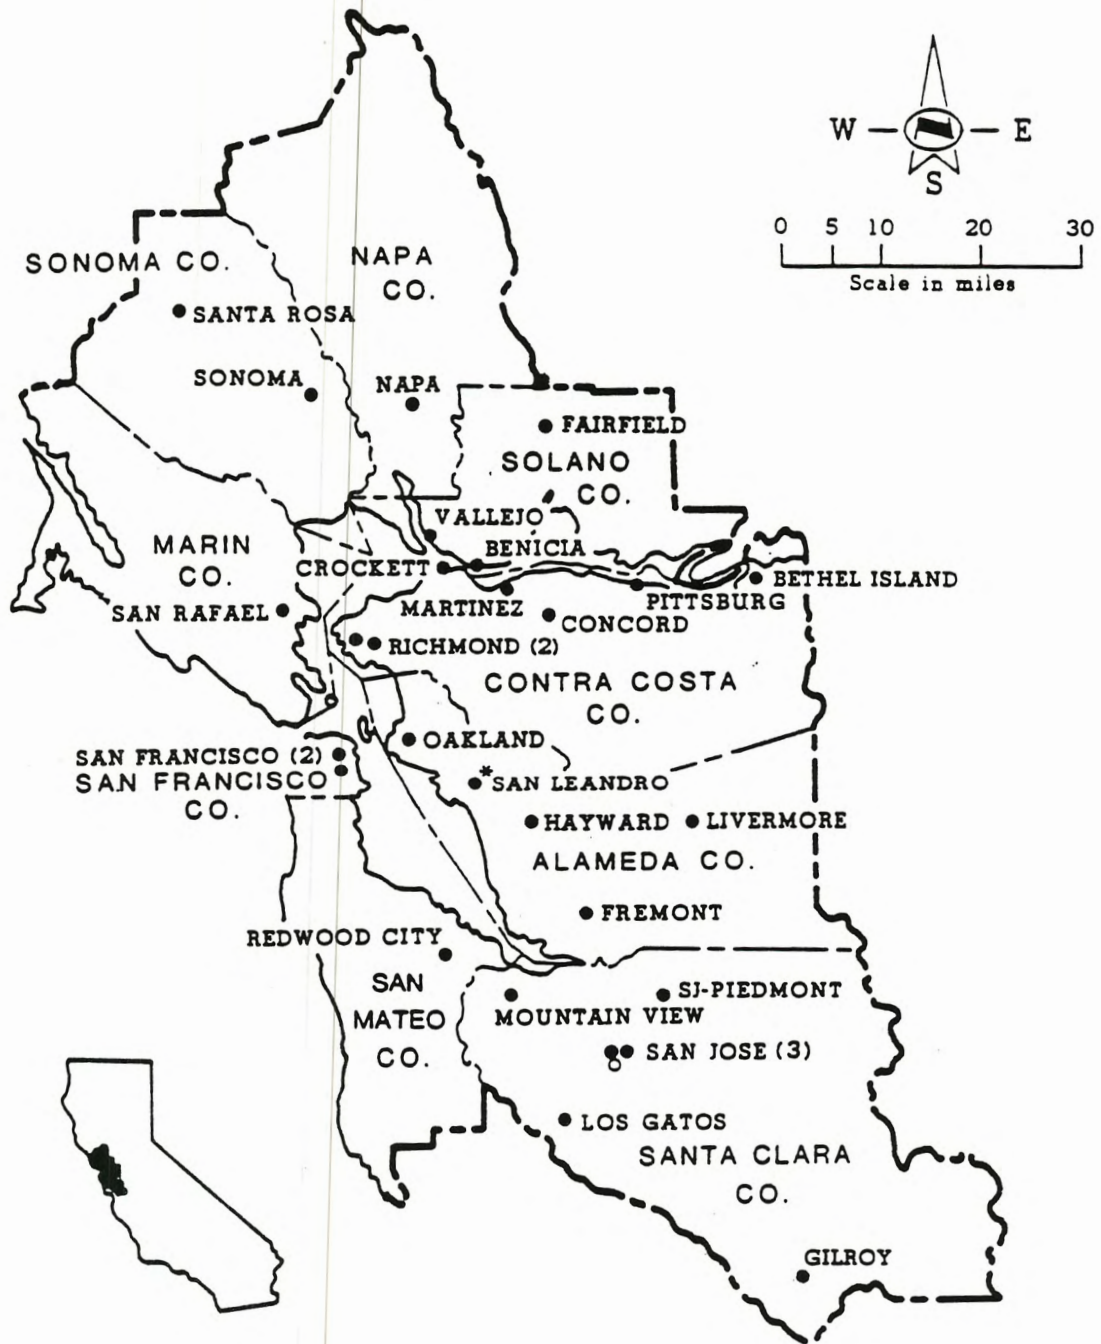 W E
S
0 5 10 20 30
Scale in miles
SONOMA CO.
NAPA
CO.
SANTA ROSA
SONOMA
NAPA
FAIRFIELD
SOLANO
CO.
VALLEJO
MARIN
CO.
BENICIA
CROCKETT
BETHEL ISLAND
MARTINEZ
PITTSBURG
SAN RAFAEL
CONCORD
RICHMOND (2)
CONTRA COSTA
CO.
OAKLAND
SAN FRANCISCO (2)
SAN FRANCISCO
CO.
*SAN LEANDRO
HAYWARD
LIVERMORE
ALAMEDA CO.
FREMONT
REDWOOD CITY
SAN
MATEO
CO.
SJ-PIEDMONT
MOUNTAIN VIEW
SAN JOSE (3)
LOS GATOS
SANTA CLARA
CO.
GILROY